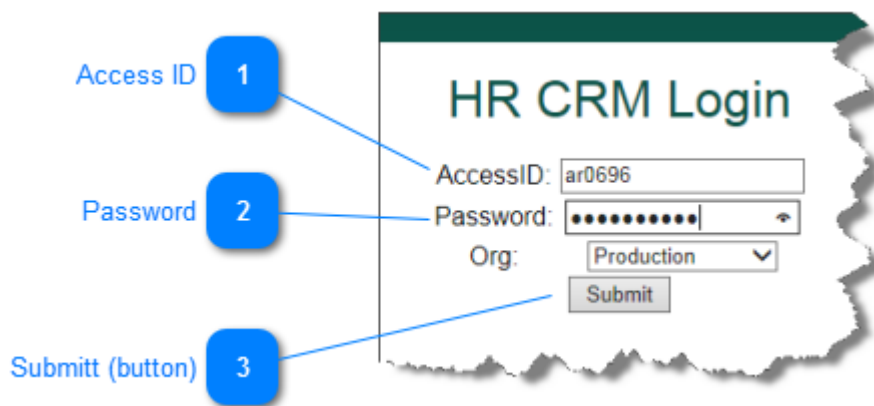 Access ID 1
HR CRM Login
AccessID: ar0696
Password 2
Password: ●●●●●●●●●●
Org: Production
Submit
Submitt (button) 3